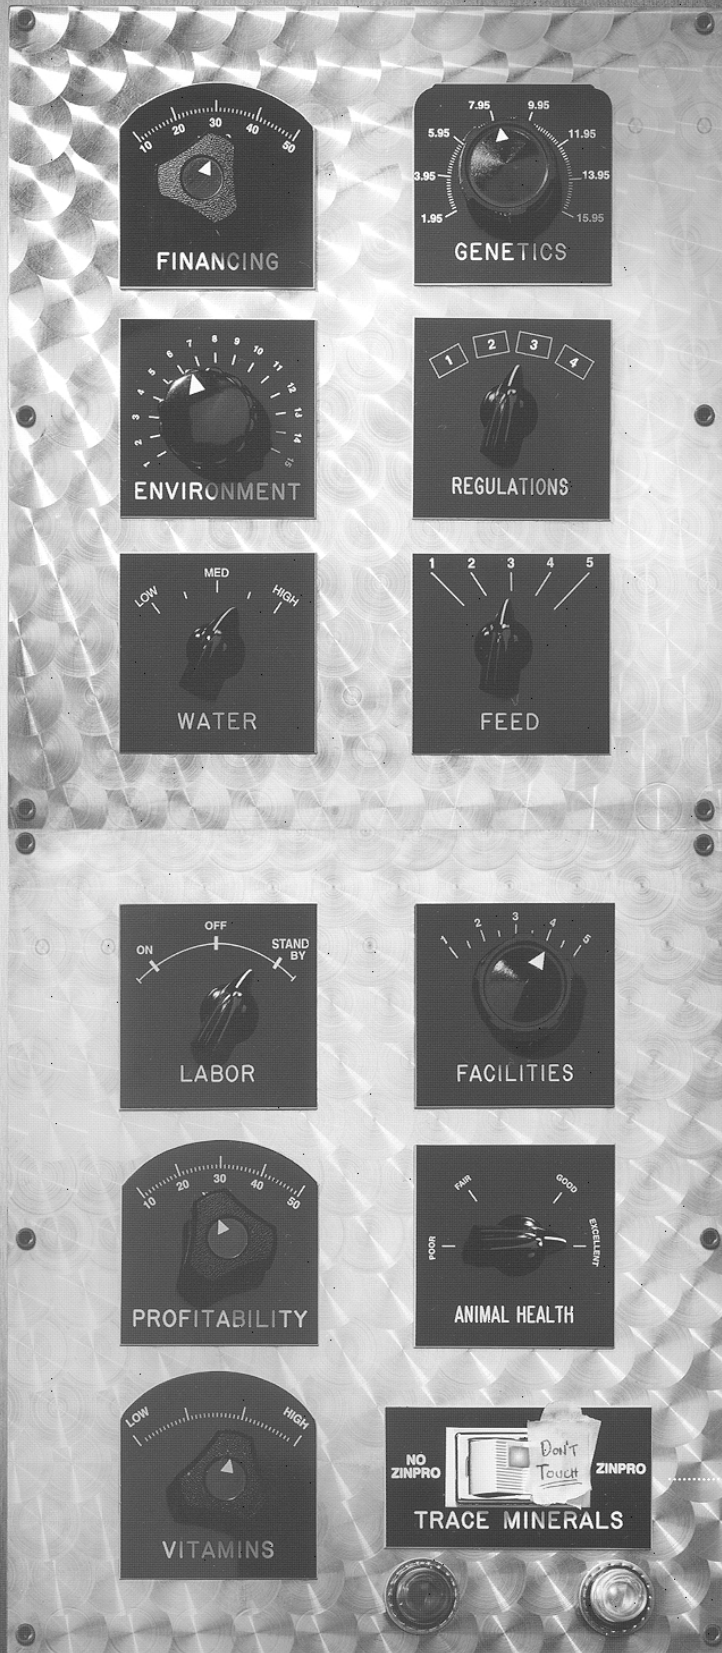 10 20 30 40 50
FINANCING
1.95 3.95 5.95 7.95 9.95 11.95 13.95 15.95
GENETICS
1 2 3 4 5 6 7 8 9 10 11 12 13 14 15
ENVIRONMENT
1 2 3 4
REGULATIONS
LOW MED HIGH
WATER
1 2 3 4 5
FEED
ON OFF STAND
BY
LABOR
1 2 3 4 5
FACILITIES
10 20 30 40 50
PROFITABILITY
POOR FAIR GOOD EXCELLENT
ANIMAL HEALTH
LOW HIGH
VITAMINS
NO
ZINPRO
DON'T
TOUCH
ZINPRO
TRACE MINERALS